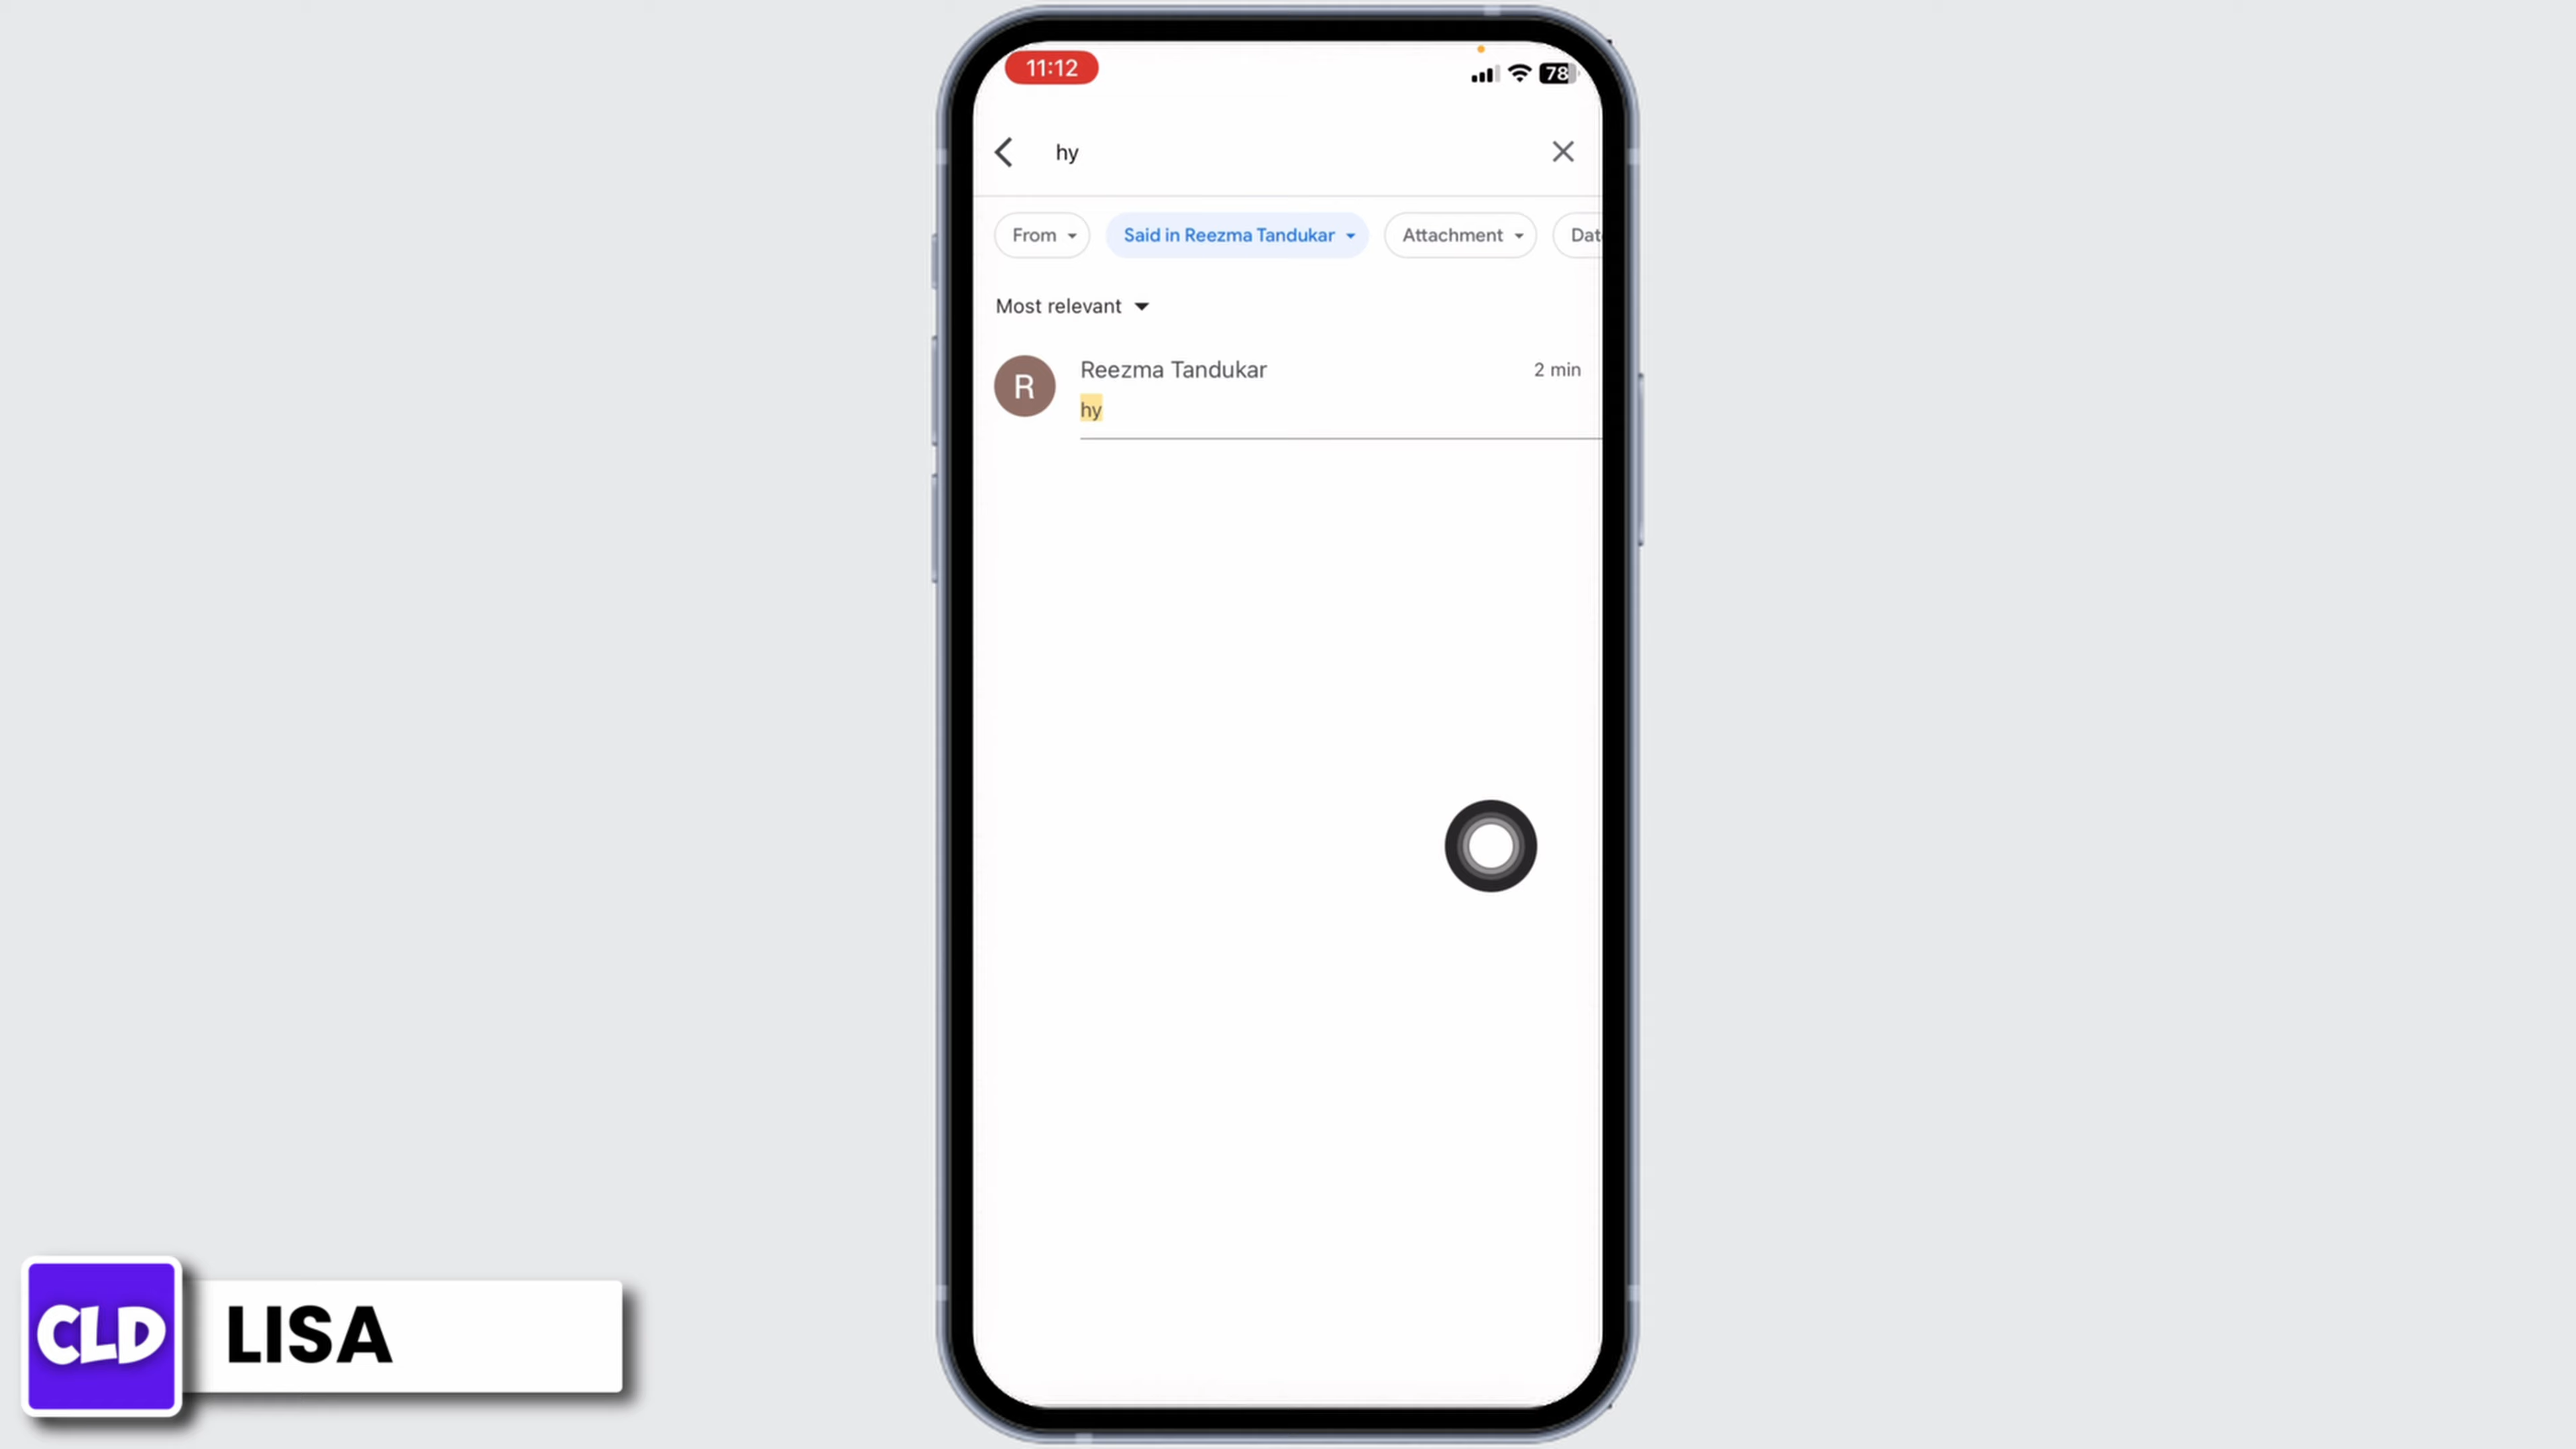 11:12
78
hy
From
Said in Reezma Tandukar
Attachment
Dat
Most relevant
R
Reezma Tandukar
2 min
hy
CLD
LISA